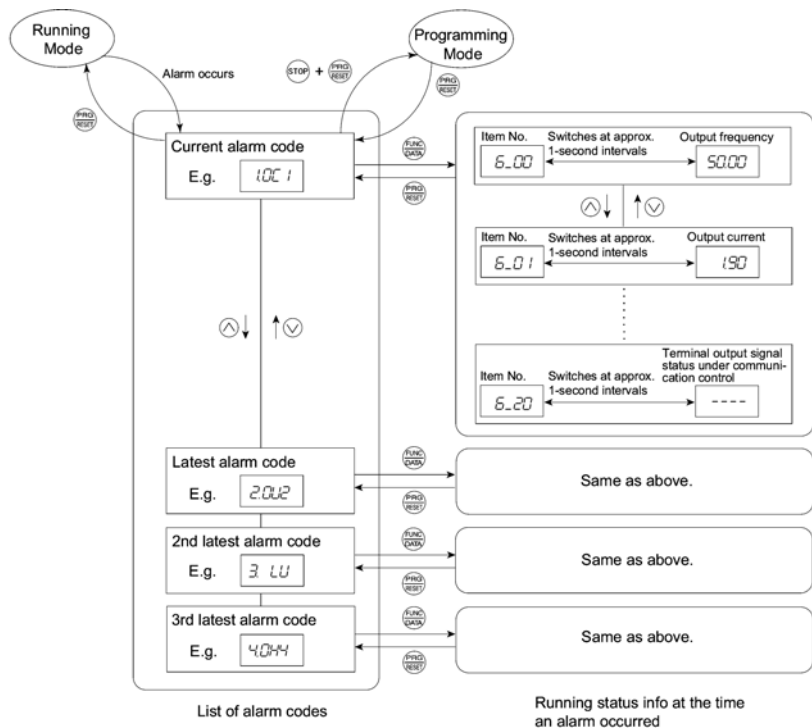 Running
Mode
Programming
Mode
Alarm occurs
STOP + PRG
RESET
PRG
RESET
PRG
RESET
Current alarm code
E.g. 1.0C1
FUNC
DATA
PRG
RESET
Item No.
Switches at approx.
1-second intervals
Output frequency
6_00
50.00
Item No.
Switches at approx.
1-second intervals
Output current
6_01
1.90
Item No.
Switches at approx.
1-second intervals
Terminal output signal
status under communi-
cation control
6_20
----
Latest alarm code
E.g. 2.0U2
FUNC
DATA
PRG
RESET
Same as above.
2nd latest alarm code
E.g. 3. LU
FUNC
DATA
PRG
RESET
Same as above.
3rd latest alarm code
E.g. 4.0H4
FUNC
DATA
PRG
RESET
Same as above.
List of alarm codes
Running status info at the time
an alarm occurred